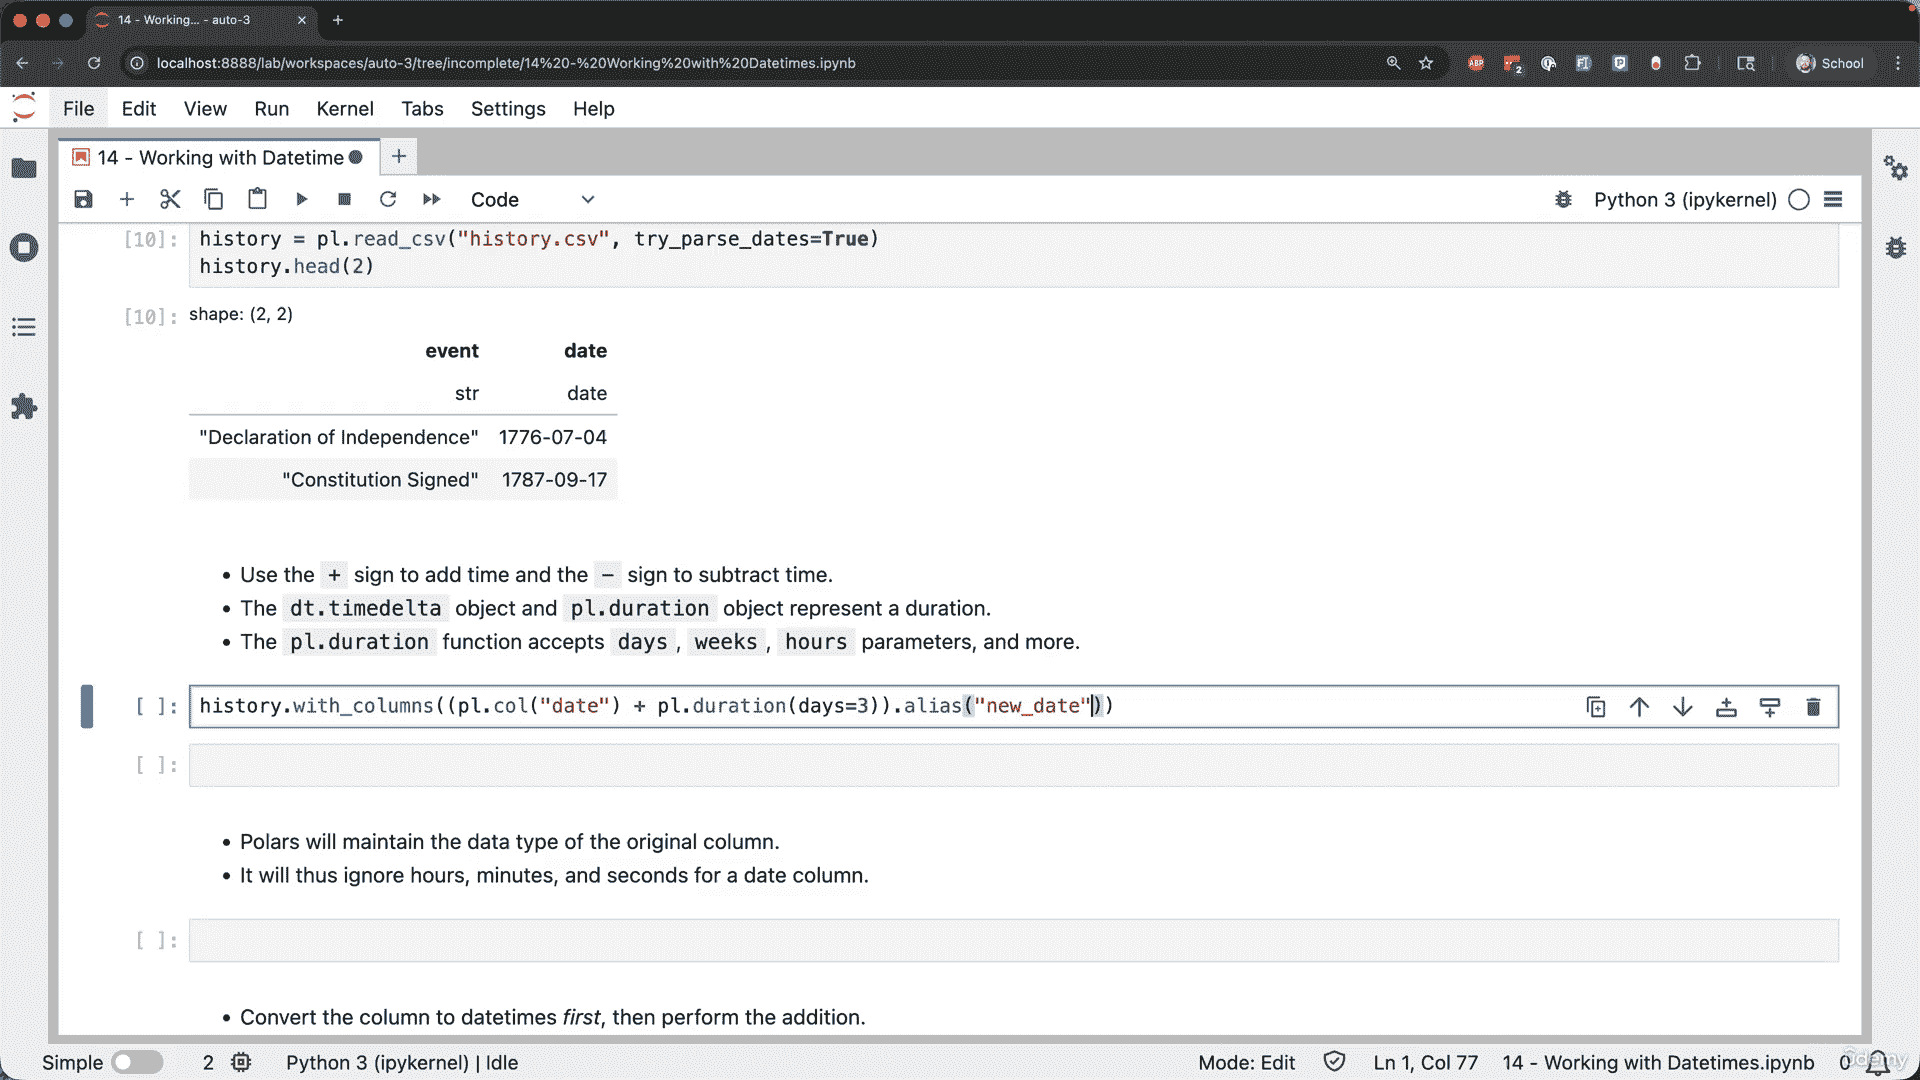 14 - Working... - auto-3
localhost:8888/lab/workspaces/auto-3/tree/incomplete/14%20-%20Working%20with%20Datetimes.ipynb
ABP
2
School
File Edit View Run Kernel Tabs Settings Help
14 - Working with Datetime
Code
Python 3 (ipykernel)
[10]: history = pl.read_csv("history.csv", try_parse_dates=True)
history.head(2)
[10]: shape: (2, 2)
event date
str date
"Declaration of Independence" 1776-07-04
"Constitution Signed" 1787-09-17
• Use the + sign to add time and the − sign to subtract time.
• The dt.timedelta object and pl.duration object represent a duration.
• The pl.duration function accepts days, weeks, hours parameters, and more.
[ ]: history.with_columns((pl.col("date") + pl.duration(days=3)).alias("new_date"))
[ ]:
• Polars will maintain the data type of the original column.
• It will thus ignore hours, minutes, and seconds for a date column.
[ ]:
• Convert the column to datetimes first, then perform the addition.
Simple 2 Python 3 (ipykernel) | Idle Mode: Edit Ln 1, Col 77 14 - Working with Datetimes.ipynb 0
udemy